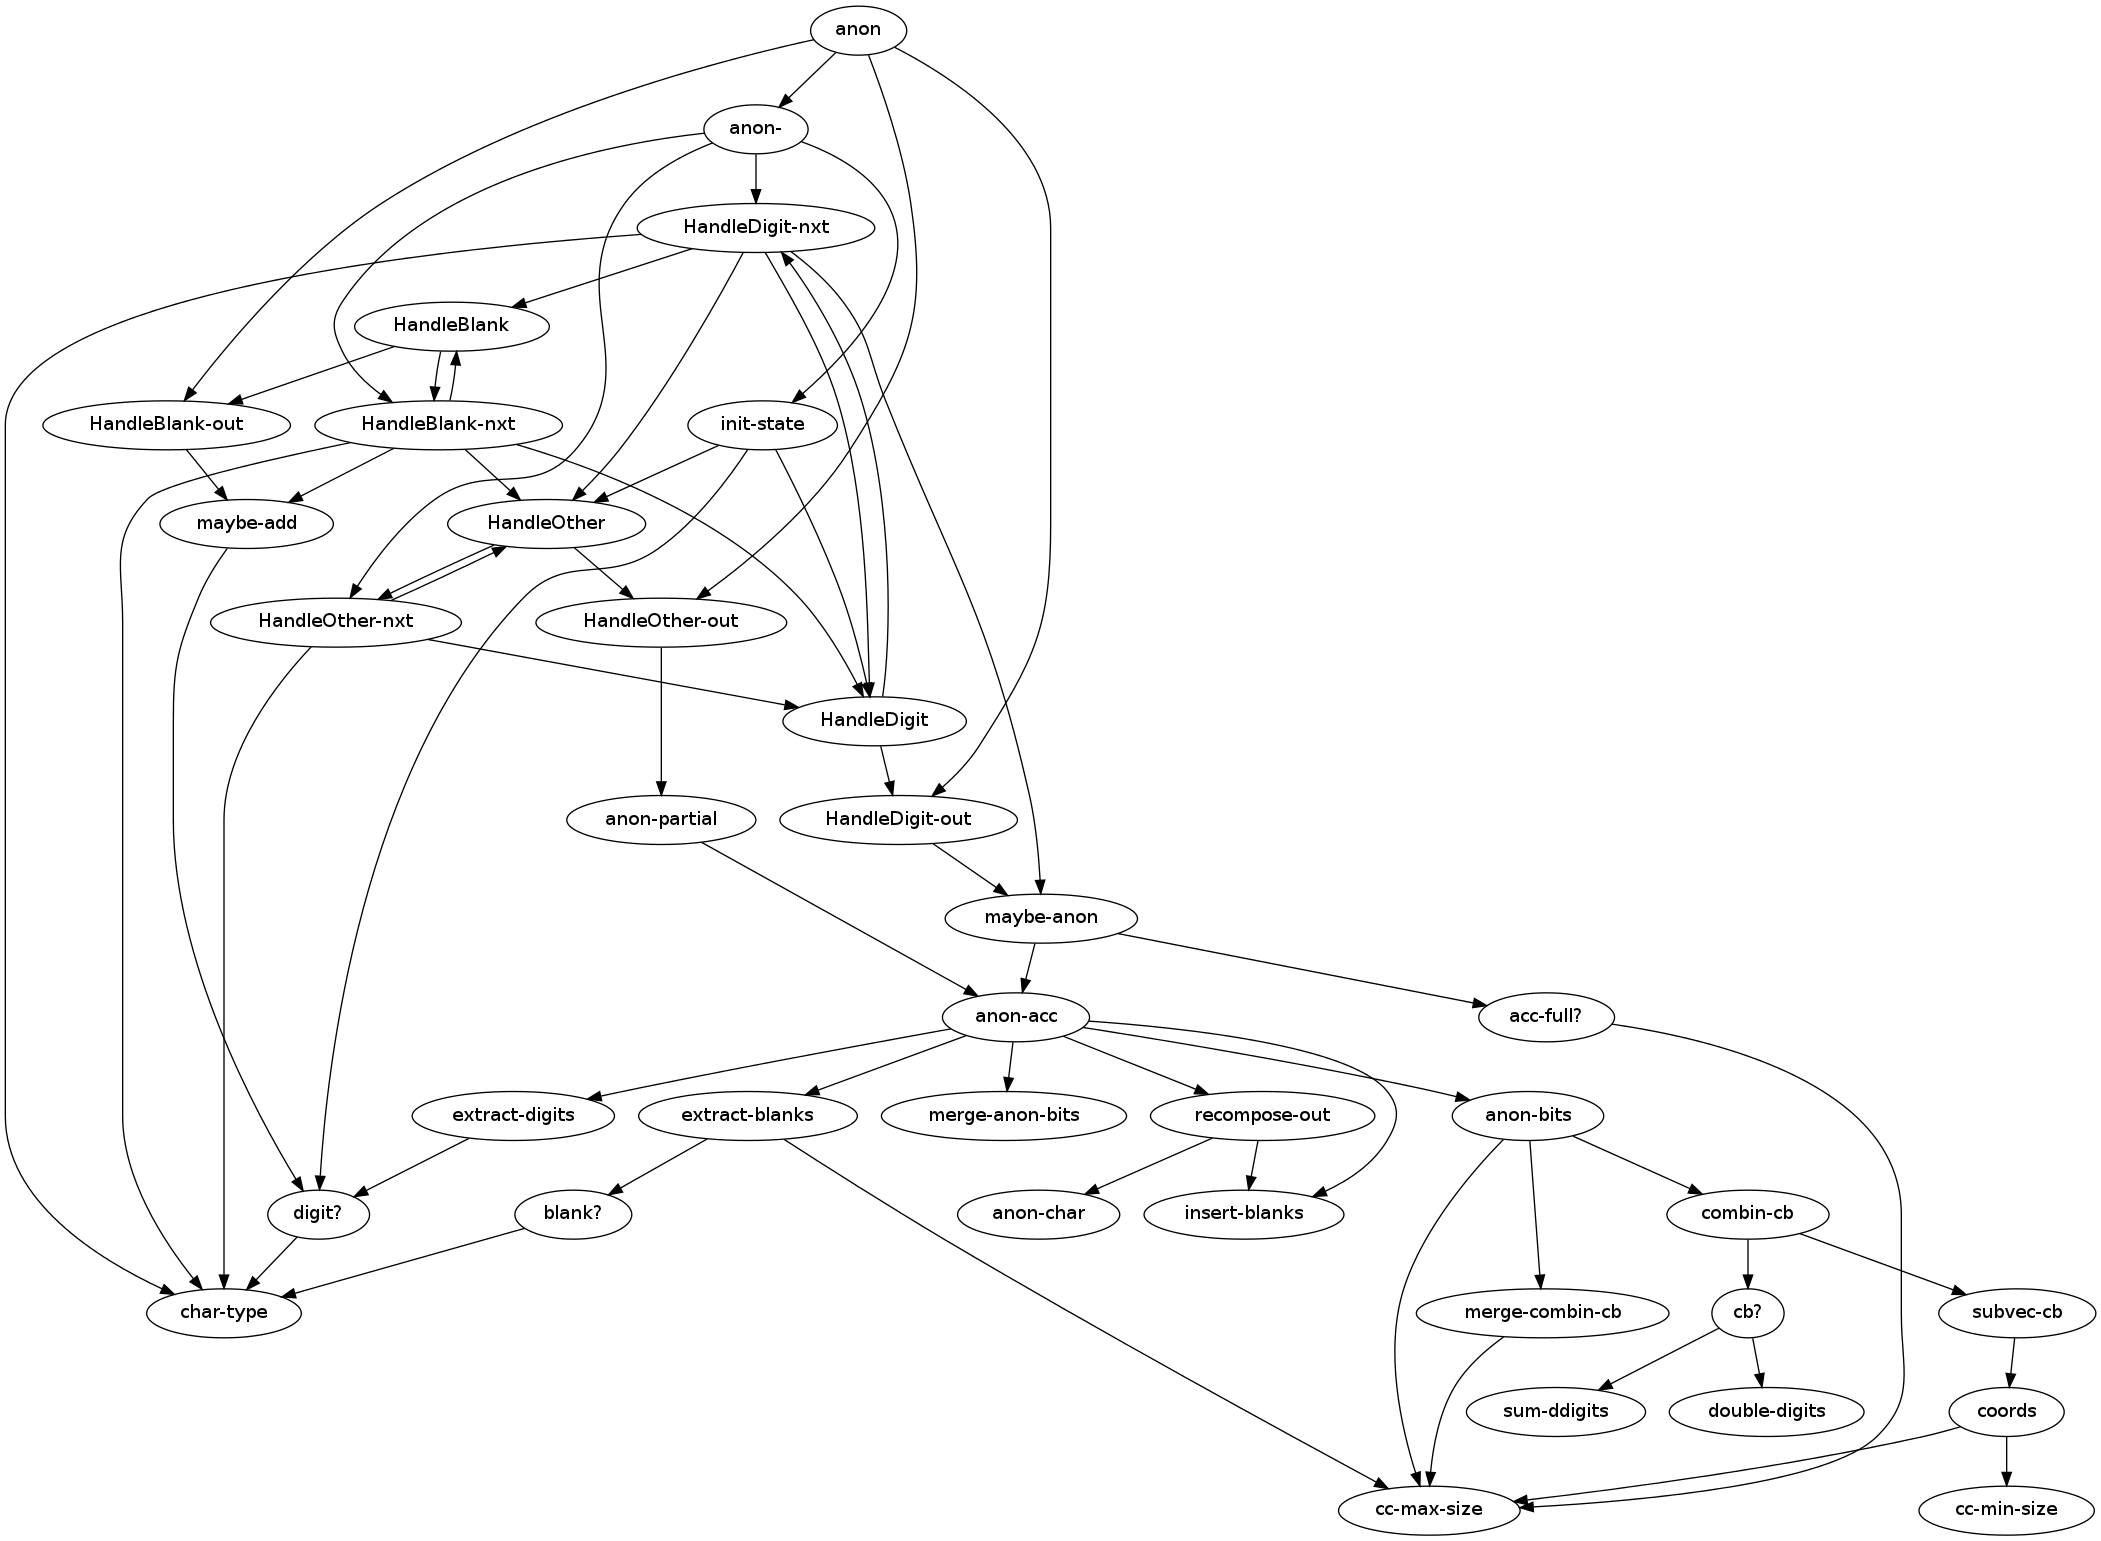 anon
anon-
HandleDigit-nxt
HandleBlank
HandleBlank-out
HandleBlank-nxt
init-state
maybe-add
HandleOther
HandleOther-nxt
HandleOther-out
HandleDigit
anon-partial
HandleDigit-out
maybe-anon
anon-acc
acc-full?
extract-digits
extract-blanks
merge-anon-bits
recompose-out
anon-bits
digit?
blank?
anon-char
insert-blanks
combin-cb
char-type
merge-combin-cb
cb?
subvec-cb
sum-ddigits
double-digits
coords
cc-max-size
cc-min-size